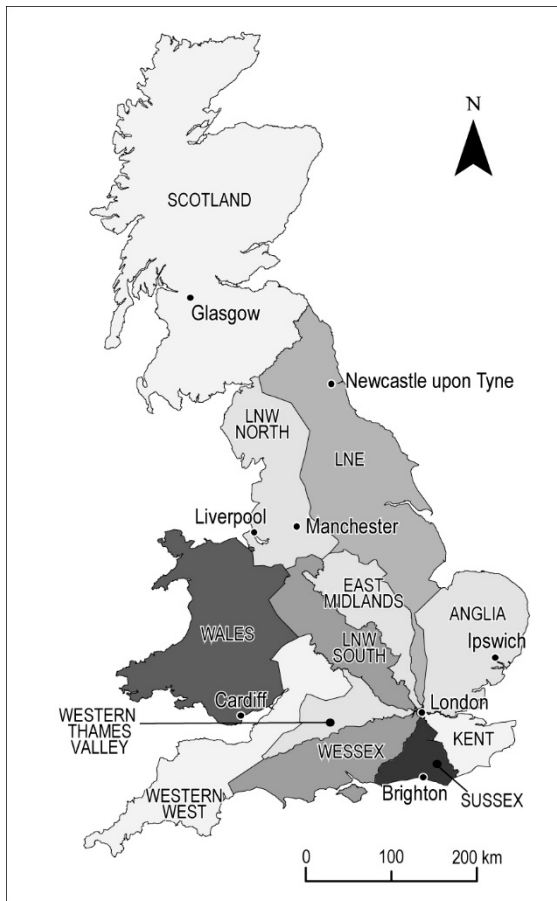 N
SCOTLAND
Glasgow
Newcastle upon Tyne
LNW
NORTH
LNE
Liverpool
Manchester
EAST
MIDLANDS
ANGLIA
WALES
LNW
SOUTH
Ipswich
Cardiff
London
WESTERN
THAMES
VALLEY
WESSEX
KENT
WESTERN
WEST
Brighton
SUSSEX
0 100 200 km